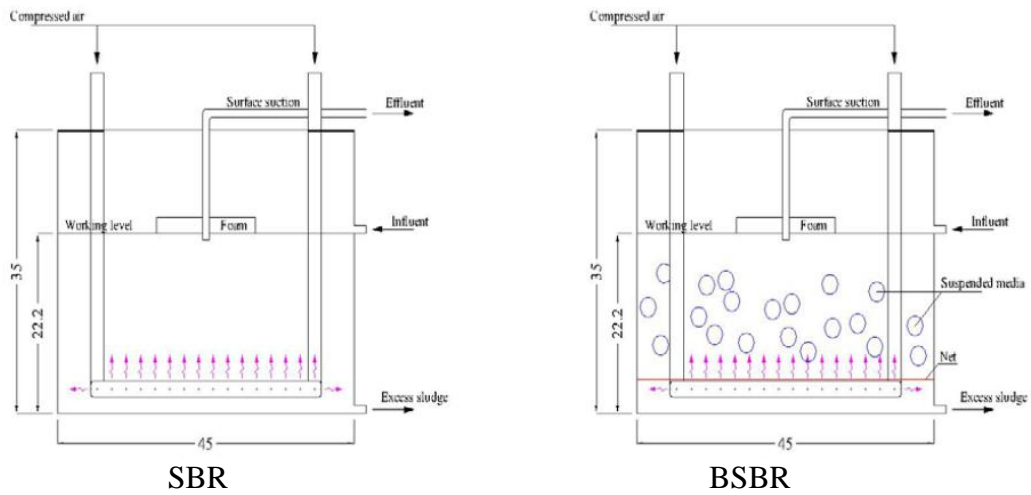 Compressed air
Surface suction
Effluent
Working level
Foam
Influent
35
22.2
Excess sludge
45
SBR
Compressed air
Surface suction
Effluent
Working level
Foam
Influent
35
22.2
Suspended media
Net
Excess sludge
45
BSBR